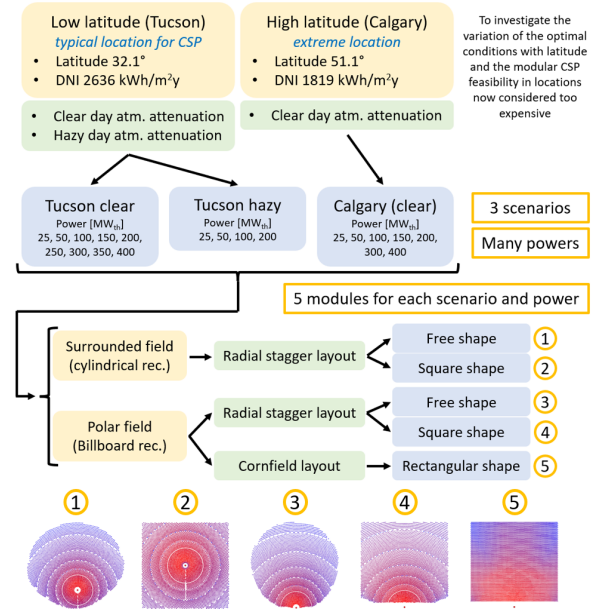 Low latitude (Tucson)
typical location for CSP
• Latitude 32.1°
• DNI 2636 kWh/m²y
High latitude (Calgary)
extreme location
• Latitude 51.1°
• DNI 1819 kWh/m²y
To investigate the
variation of the optimal
conditions with latitude
and the modular CSP
feasibility in locations
now considered too
expensive
• Clear day atm. attenuation
• Hazy day atm. attenuation
• Clear day atm. attenuation
Tucson clear
Power [MWth]
25, 50, 100, 150, 200,
250, 300, 350, 400
Tucson hazy
Power [MWth]
25, 50, 100, 200
Calgary (clear)
Power [MWth]
25, 50, 100, 150, 200,
300, 400
3 scenarios
Many powers
5 modules for each scenario and power
Surrounded field
(cylindrical rec.)
Radial stagger layout
Free shape
1
Square shape
2
Polar field
(Billboard rec.)
Radial stagger layout
Free shape
3
Square shape
4
Cornfield layout
Rectangular shape
5
1
2
3
4
5